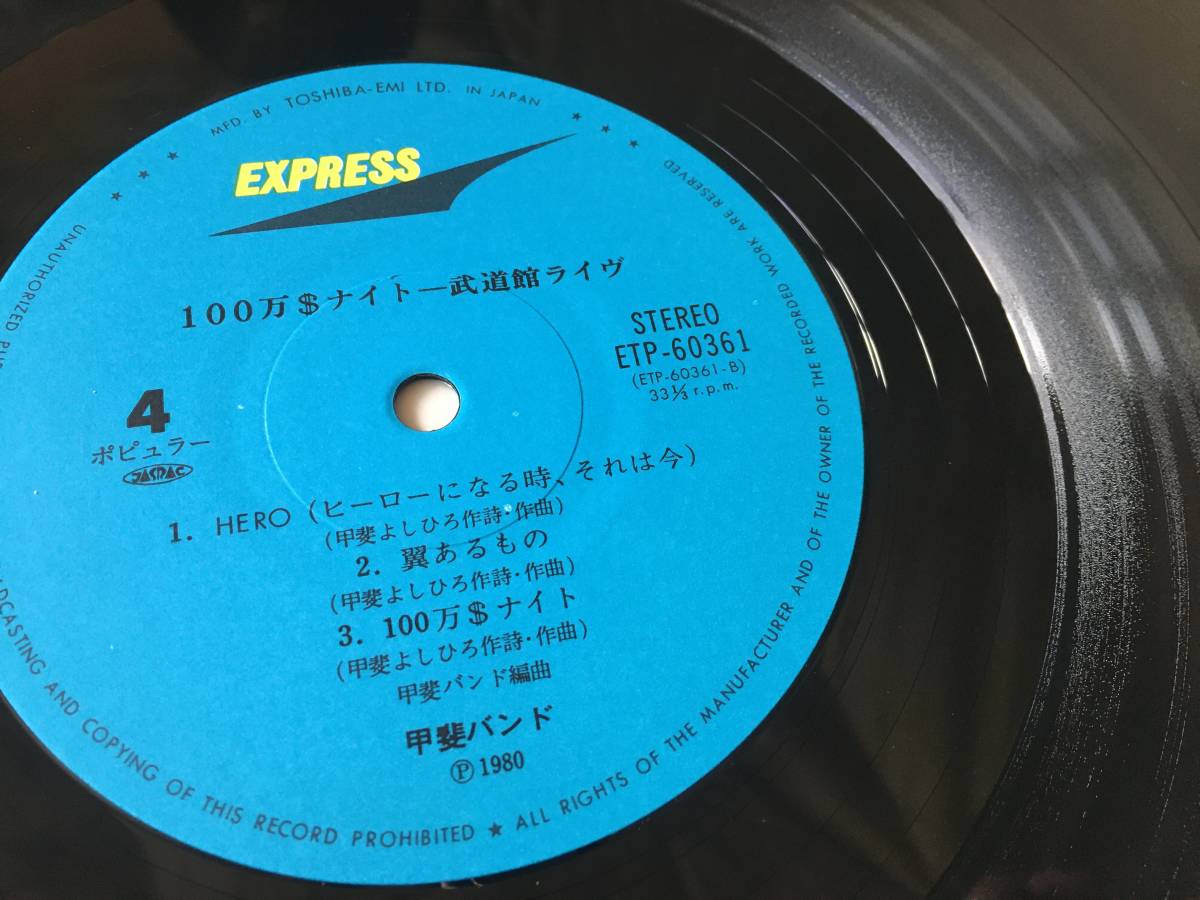 MFD. BY TOSHIBA-EMI LTD. IN JAPAN ★ ★ ★
EXPRESS
100万$ナイト—武道館ライヴ
STEREO
ETP-60361
(ETP-60361-B)
33⅓ r.p.m.
4
ポピュラー
JASRAC
1. HERO (ヒーローになる時、それは今)
(甲斐よしひろ作詩・作曲)
2. 翼あるもの
(甲斐よしひろ作詩・作曲)
3. 100万$ナイト
(甲斐よしひろ作詩・作曲)
甲斐バンド編曲
甲斐バンド
Ⓟ1980
★ ★ ★ UNAUTHORIZED
AND COPYING OF THIS RECORD PROHIBITED ★ ALL RIGHTS OF THE MANUFACTURER AND OF THE OWNER OF THE RECORDED WORK ARE RESERVED